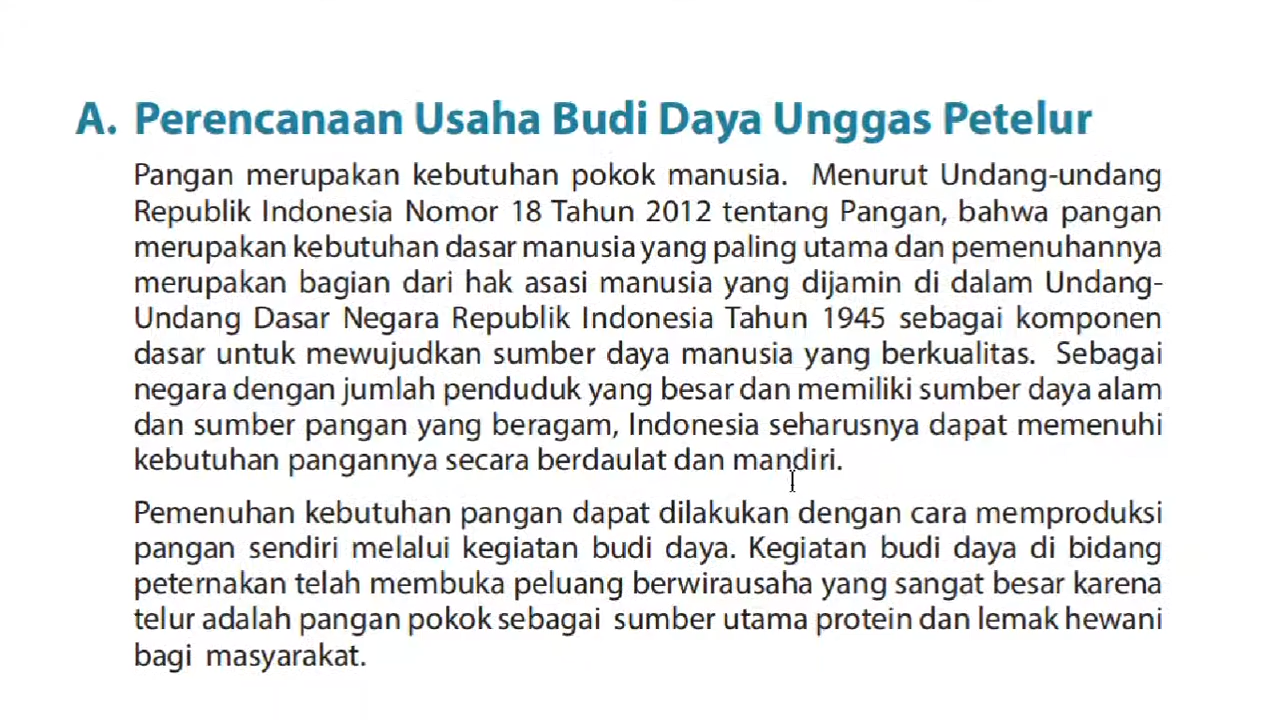 A. Perencanaan Usaha Budi Daya Unggas Petelur
Pangan merupakan kebutuhan pokok manusia. Menurut Undang-undang
Republik Indonesia Nomor 18 Tahun 2012 tentang Pangan, bahwa pangan
merupakan kebutuhan dasar manusia yang paling utama dan pemenuhannya
merupakan bagian dari hak asasi manusia yang dijamin di dalam Undang-
Undang Dasar Negara Republik Indonesia Tahun 1945 sebagai komponen
dasar untuk mewujudkan sumber daya manusia yang berkualitas. Sebagai
negara dengan jumlah penduduk yang besar dan memiliki sumber daya alam
dan sumber pangan yang beragam, Indonesia seharusnya dapat memenuhi
kebutuhan pangannya secara berdaulat dan mandiri.
Pemenuhan kebutuhan pangan dapat dilakukan dengan cara memproduksi
pangan sendiri melalui kegiatan budi daya. Kegiatan budi daya di bidang
peternakan telah membuka peluang berwirausaha yang sangat besar karena
telur adalah pangan pokok sebagai sumber utama protein dan lemak hewani
bagi masyarakat.